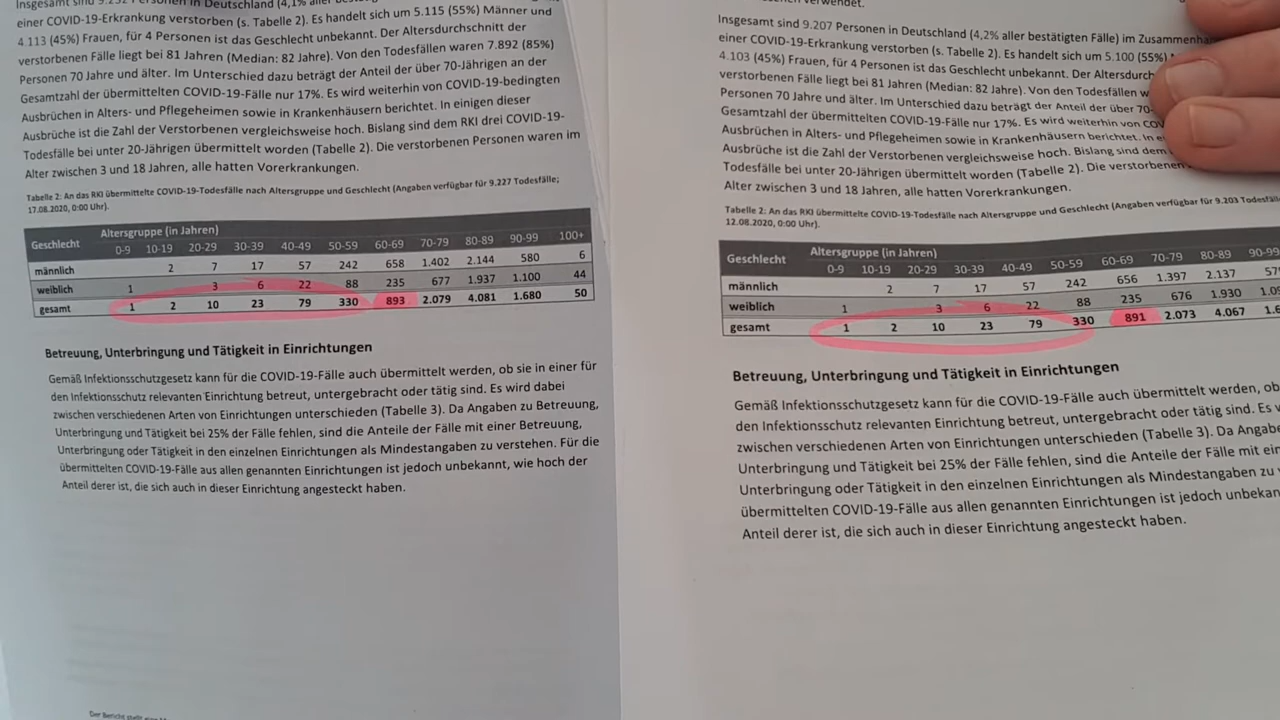 Insgesamt sind 9.232 Personen in Deutschland (4,1% aller
einer COVID-19-Erkrankung verstorben (s. Tabelle 2). Es handelt sich um 5.115 (55%) Männer und
4.113 (45%) Frauen, für 4 Personen ist das Geschlecht unbekannt. Der Altersdurchschnitt der
verstorbenen Fälle liegt bei 81 Jahren (Median: 82 Jahre). Von den Todesfällen waren 7.892 (85%)
Personen 70 Jahre und älter. Im Unterschied dazu beträgt der Anteil der über 70-Jährigen an der
Gesamtzahl der übermittelten COVID-19-Fälle nur 17%. Es wird weiterhin von COVID-19-bedingten
Ausbrüchen in Alters- und Pflegeheimen sowie in Krankenhäusern berichtet. In einigen dieser
Ausbrüche ist die Zahl der Verstorbenen vergleichsweise hoch. Bislang sind dem RKI drei COVID-19-
Todesfälle bei unter 20-Jährigen übermittelt worden (Tabelle 2). Die verstorbenen Personen waren im
Alter zwischen 3 und 18 Jahren, alle hatten Vorerkrankungen.
Tabelle 2: An das RKI übermittelte COVID-19-Todesfälle nach Altersgruppe und Geschlecht (Angaben verfügbar für 9.227 Todesfälle;
17.08.2020, 0:00 Uhr).
Geschlecht Altersgruppe (in Jahren)
0-9 10-19 20-29 30-39 40-49 50-59 60-69 70-79 80-89 90-99 100+
männlich 2 7 17 57 242 658 1.402 2.144 580 6
weiblich 1 3 6 22 88 235 677 1.937 1.100 44
gesamt 1 2 10 23 79 330 893 2.079 4.081 1.680 50
Betreuung, Unterbringung und Tätigkeit in Einrichtungen
Gemäß Infektionsschutzgesetz kann für die COVID-19-Fälle auch übermittelt werden, ob sie in einer für
den Infektionsschutz relevanten Einrichtung betreut, untergebracht oder tätig sind. Es wird dabei
zwischen verschiedenen Arten von Einrichtungen unterschieden (Tabelle 3). Da Angaben zu Betreuung,
Unterbringung und Tätigkeit bei 25% der Fälle fehlen, sind die Anteile der Fälle mit einer Betreuung,
Unterbringung oder Tätigkeit in den einzelnen Einrichtungen als Mindestangaben zu verstehen. Für die
übermittelten COVID-19-Fälle aus allen genannten Einrichtungen ist jedoch unbekannt, wie hoch der
Anteil derer ist, die sich auch in dieser Einrichtung angesteckt haben.
Der Bericht stellt eine
verwendet.
Insgesamt sind 9.207 Personen in Deutschland (4,2% aller bestätigten Fälle) im Zusammenha
einer COVID-19-Erkrankung verstorben (s. Tabelle 2). Es handelt sich um 5.100 (55%)
4.103 (45%) Frauen, für 4 Personen ist das Geschlecht unbekannt. Der Altersdurch
verstorbenen Fälle liegt bei 81 Jahren (Median: 82 Jahre). Von den Todesfällen w
Personen 70 Jahre und älter. Im Unterschied dazu beträgt der Anteil der über 70-
Gesamtzahl der übermittelten COVID-19-Fälle nur 17%. Es wird weiterhin von COV
Ausbrüchen in Alters- und Pflegeheimen sowie in Krankenhäusern berichtet. In e
Ausbrüche ist die Zahl der Verstorbenen vergleichsweise hoch. Bislang sind dem
Todesfälle bei unter 20-Jährigen übermittelt worden (Tabelle 2). Die verstorbenen
Alter zwischen 3 und 18 Jahren, alle hatten Vorerkrankungen.
Tabelle 2: An das RKI übermittelte COVID-19-Todesfälle nach Altersgruppe und Geschlecht (Angaben verfügbar für 9.203 Todesfäll
12.08.2020, 0:00 Uhr).
Geschlecht Altersgruppe (in Jahren)
0-9 10-19 20-29 30-39 40-49 50-59 60-69 70-79 80-89 90-99
männlich 2 7 17 57 242 656 1.397 2.137 57
weiblich 1 3 6 22 88 235 676 1.930 1.0
gesamt 1 2 10 23 79 330 891 2.073 4.067 1.6
Betreuung, Unterbringung und Tätigkeit in Einrichtungen
Gemäß Infektionsschutzgesetz kann für die COVID-19-Fälle auch übermittelt werden, ob
den Infektionsschutz relevanten Einrichtung betreut, untergebracht oder tätig sind. Es w
zwischen verschiedenen Arten von Einrichtungen unterschieden (Tabelle 3). Da Angabe
Unterbringung und Tätigkeit bei 25% der Fälle fehlen, sind die Anteile der Fälle mit ein
Unterbringung oder Tätigkeit in den einzelnen Einrichtungen als Mindestangaben zu
übermittelten COVID-19-Fälle aus allen genannten Einrichtungen ist jedoch unbekan
Anteil derer ist, die sich auch in dieser Einrichtung angesteckt haben.